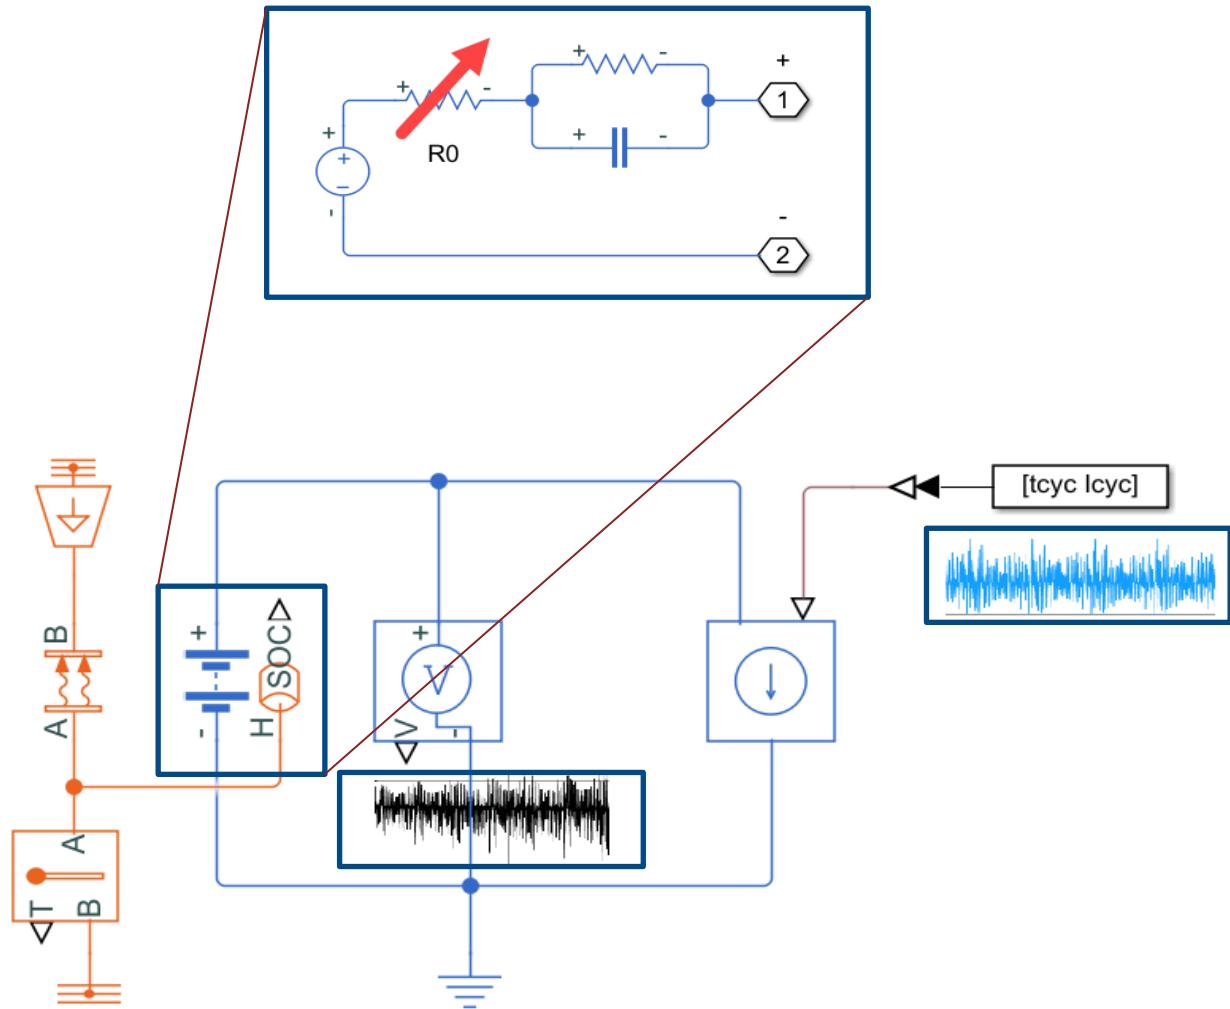 + - +
+ - 1
R0
+ -
+
+
-
-
-
2
[tcyc Icyc]
B
+
SOC
+
V
A
-
H
V
-
A
T
B